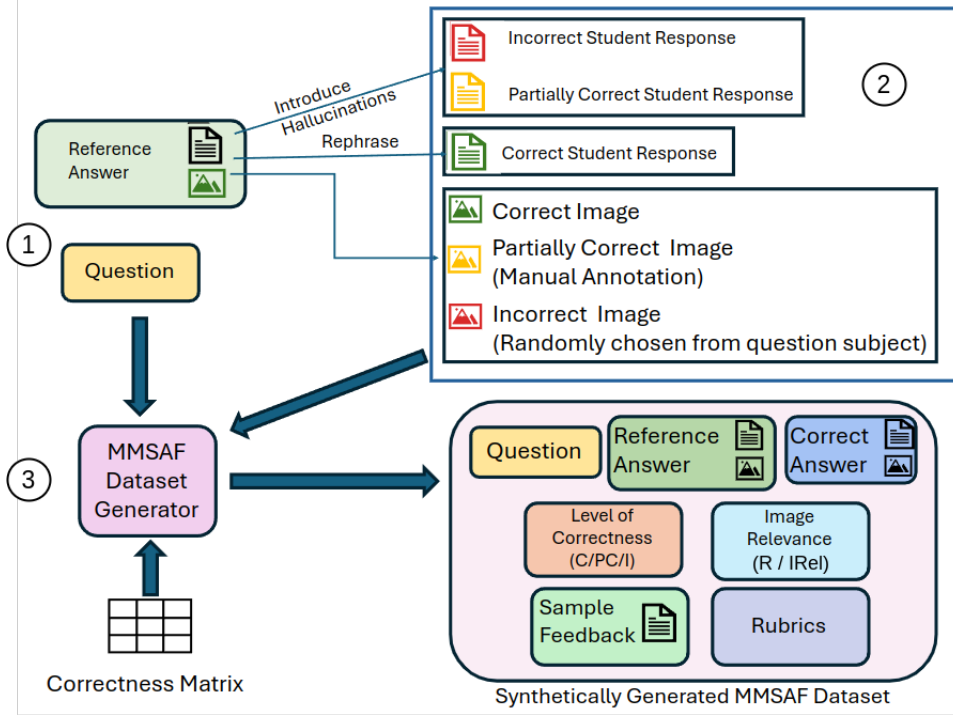 Incorrect Student Response
Partially Correct Student Response
2
Introduce
Hallucinations
Reference
Answer
Rephrase
Correct Student Response
1
Question
Correct Image
Partially Correct Image
(Manual Annotation)
Incorrect Image
(Randomly chosen from question subject)
3
MMSAF
Dataset
Generator
Correctness Matrix
Question
Reference
Answer
Correct
Answer
Level of
Correctness
(C/PC/I)
Image
Relevance
(R / IRel)
Sample
Feedback
Rubrics
Synthetically Generated MMSAF Dataset